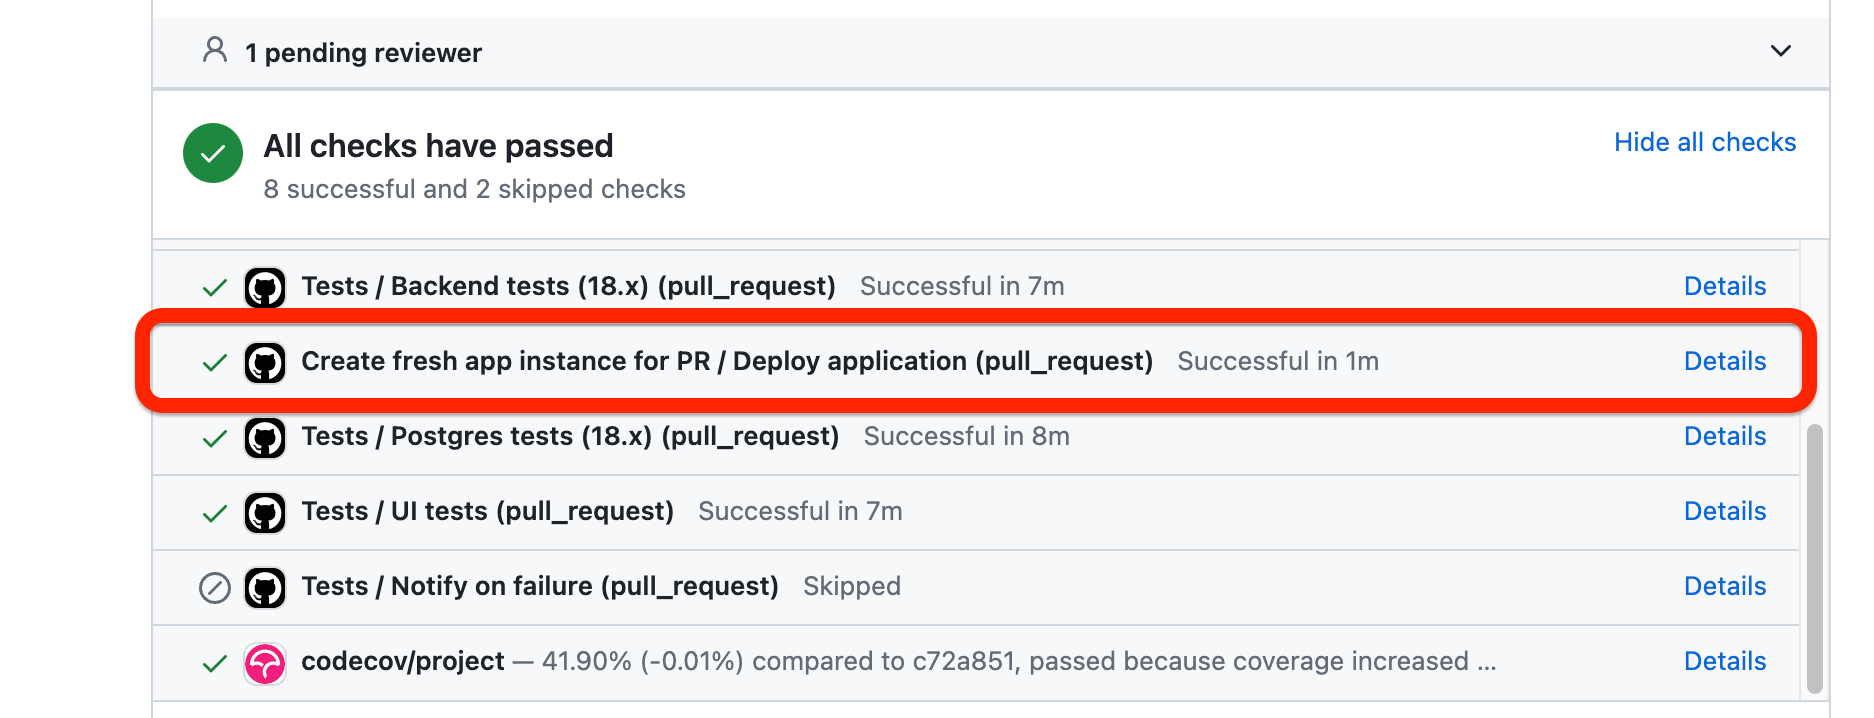 1 pending reviewer
All checks have passed
Hide all checks
8 successful and 2 skipped checks
Tests / Backend tests (18.x) (pull_request) Successful in 7m Details
Create fresh app instance for PR / Deploy application (pull_request) Successful in 1m Details
Tests / Postgres tests (18.x) (pull_request) Successful in 8m Details
Tests / UI tests (pull_request) Successful in 7m Details
Tests / Notify on failure (pull_request) Skipped Details
codecov/project — 41.90% (-0.01%) compared to c72a851, passed because coverage increased ... Details